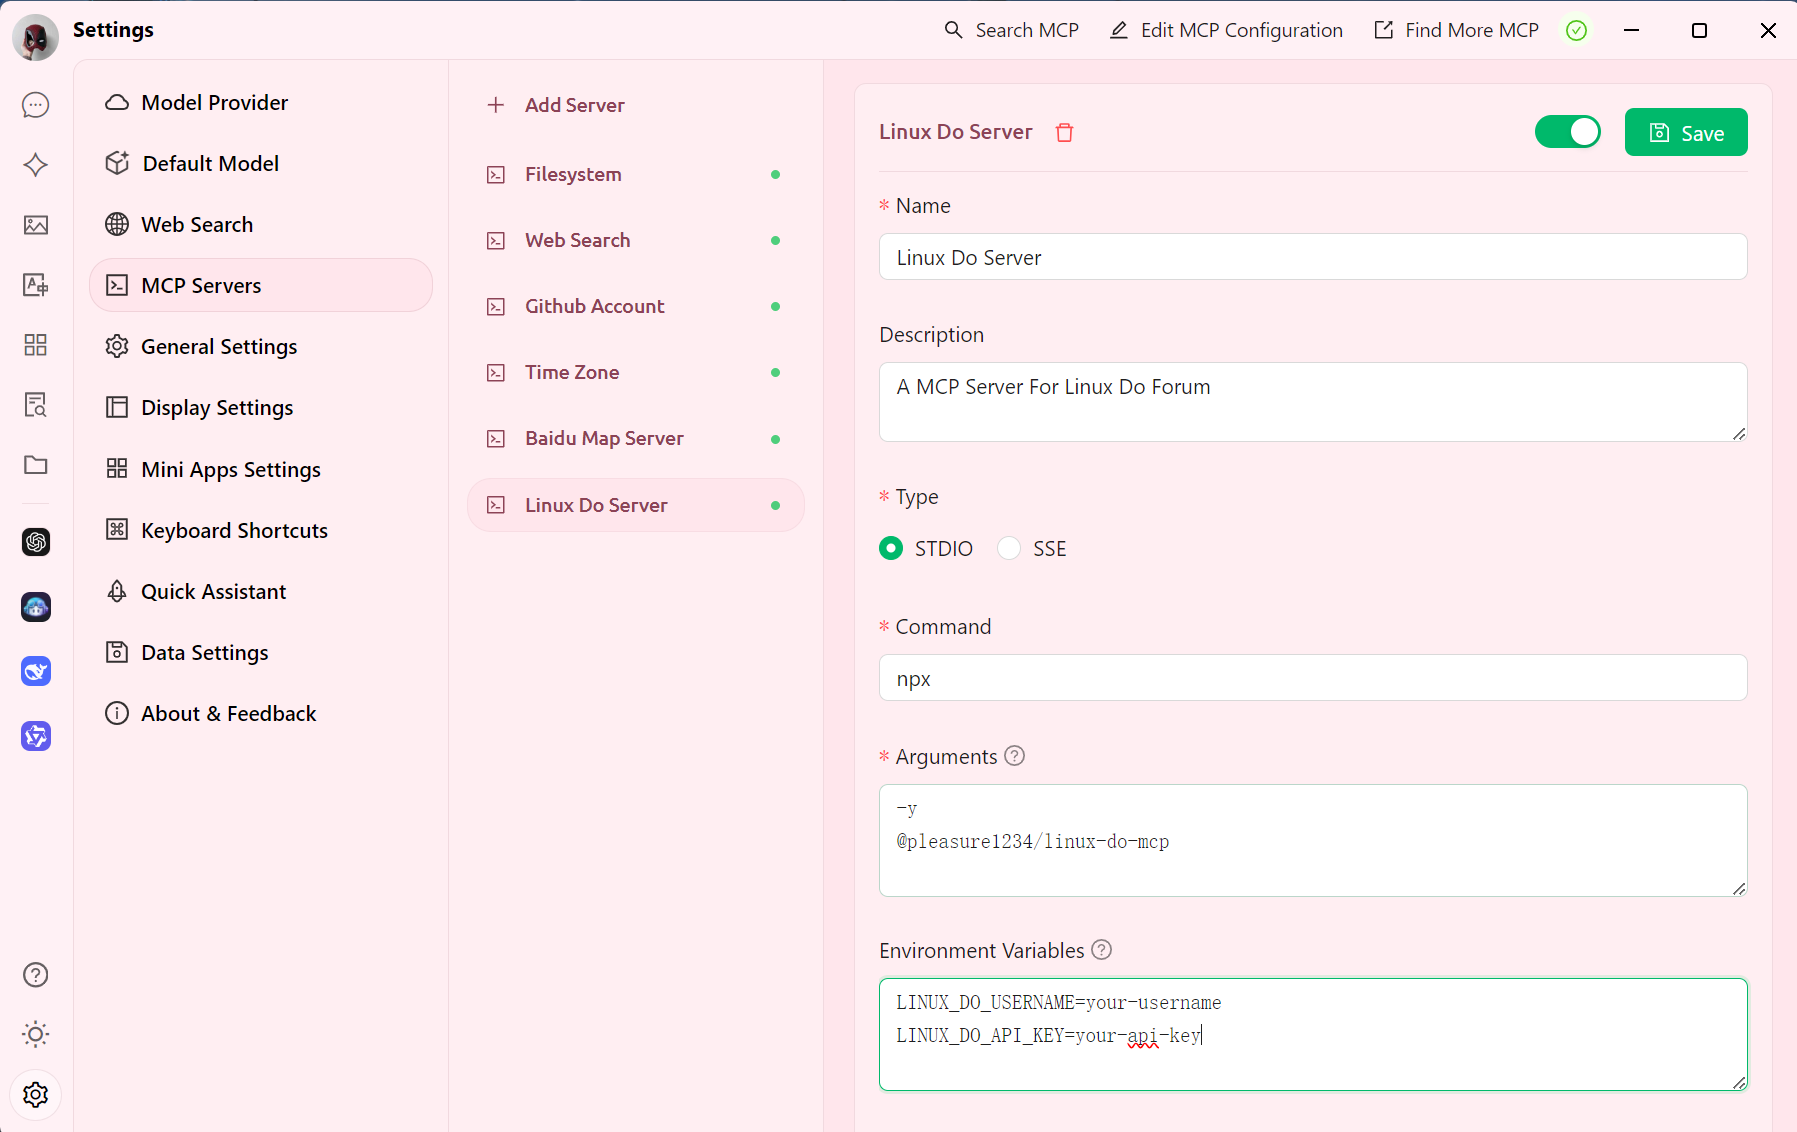 Settings
Search MCP
Edit MCP Configuration
Find More MCP
Model Provider
Default Model
Web Search
MCP Servers
General Settings
Display Settings
Mini Apps Settings
Keyboard Shortcuts
Quick Assistant
Data Settings
About & Feedback
Add Server
Filesystem
Web Search
Github Account
Time Zone
Baidu Map Server
Linux Do Server
Linux Do Server
Save
* Name
Linux Do Server
Description
A MCP Server For Linux Do Forum
* Type
STDIO
SSE
* Command
npx
* Arguments
-y
@pleasure1234/linux-do-mcp
Environment Variables
LINUX_DO_USERNAME=your-username
LINUX_DO_API_KEY=your-api-key